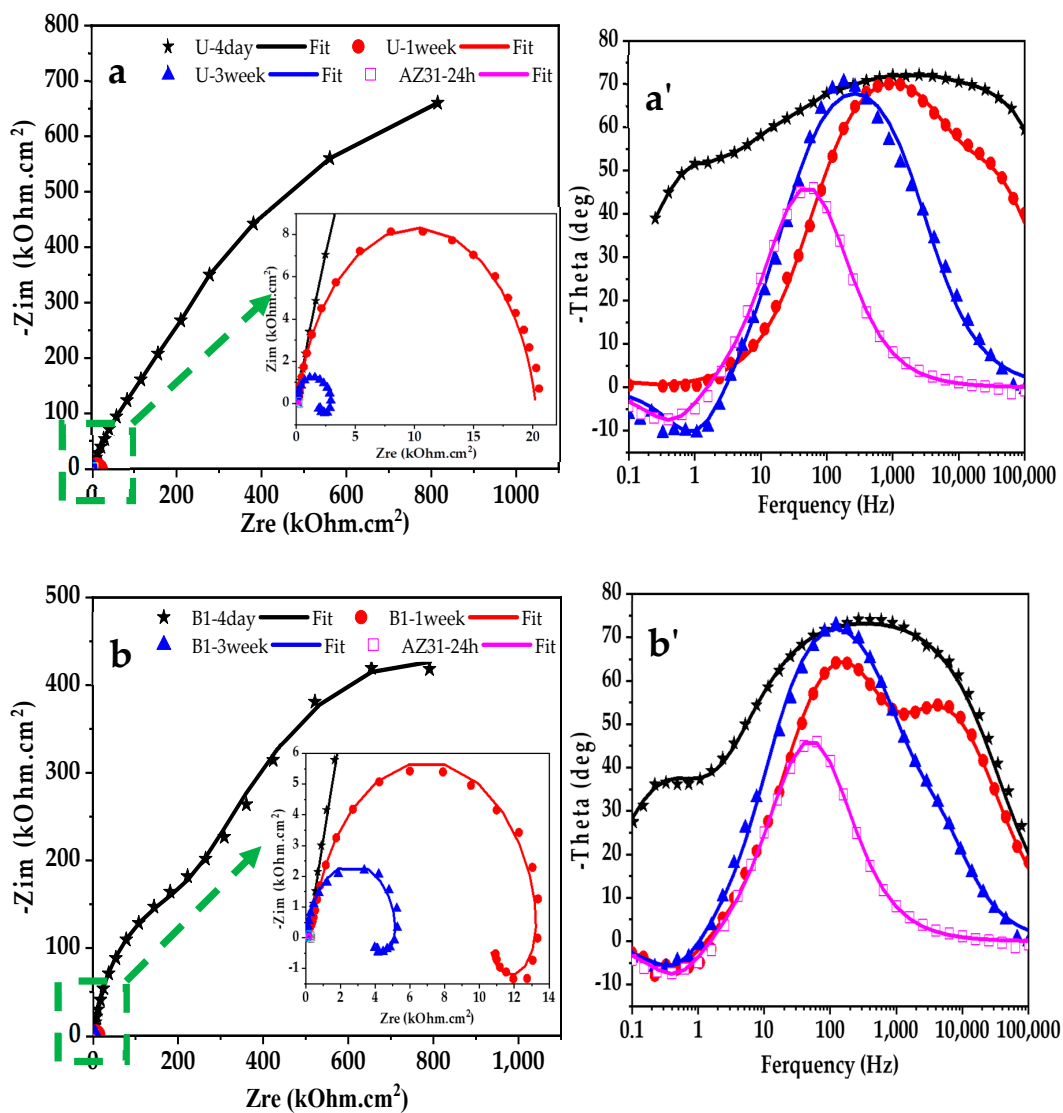 800
700
600
500
400
300
200
100
0
-Zim (kOhm.cm²)
a
U-4day Fit U-1week Fit
U-3week Fit AZ31-24h Fit
8
6
4
2
0
Zim (kOhm.cm²)
0 5 10 15 20
Zre (kOhm.cm²)
0 200 400 600 800 1000
Zre (kOhm.cm²)
80
70
60
50
40
30
20
10
0
-10
-Theta (deg)
a'
0.1 1 10 100 1,000 10,000 100,000
Ferquency (Hz)
500
400
300
200
100
0
-Zim (kOhm.cm²)
B1-4day Fit B1-1week Fit
B1-3week Fit AZ31-24h Fit
b
6
5
4
3
2
1
0
-1
-Zim (kOhm.cm²)
0 2 4 6 8 10 12 14
Zre (kOhm.cm²)
0 200 400 600 800 1,000
Zre (kOhm.cm²)
80
70
60
50
40
30
20
10
0
-10
-Theta (deg)
b'
0.1 1 10 100 1,000 10,000 100,000
Ferquency (Hz)